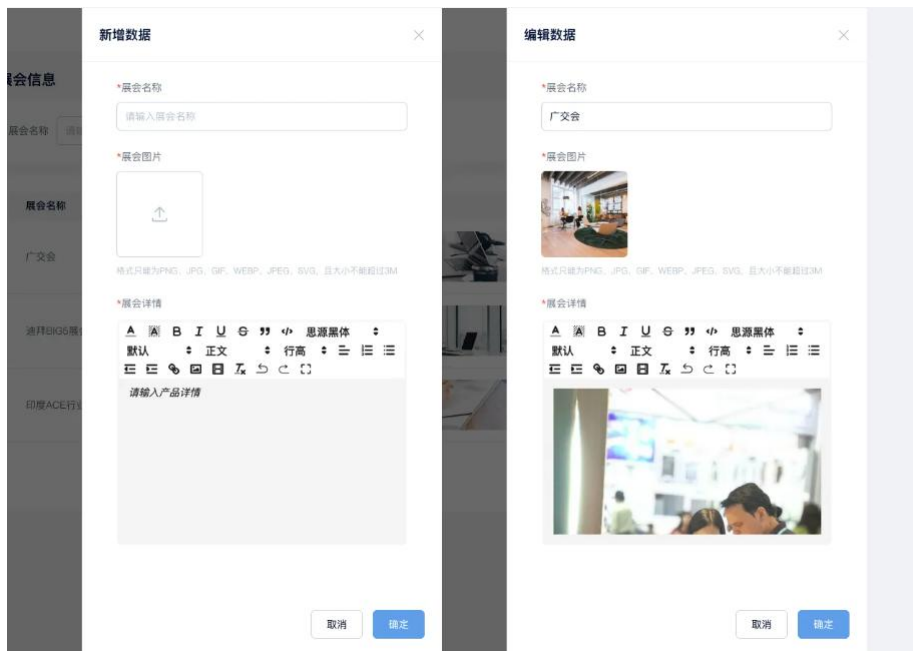 新增数据
编辑数据
展会信息
*展会名称
请输入展会名称
*展会名称
广交会
展会名称
*展会图片
*展会图片
展会名称
广交会
格式只能为PNG、JPG、GIF、WEBP、JPEG、SVG、且大小不能超过3M
格式只能为PNG、JPG、GIF、WEBP、JPEG、SVG、且大小不能超过3M
*展会详情
*展会详情
迪拜BIG5展会
A A B I U S 思源黑体
默认 正文 行高
A A B I U S 思源黑体
默认 正文 行高
请输入产品详情
印度ACE行业
取消 确定
取消 确定